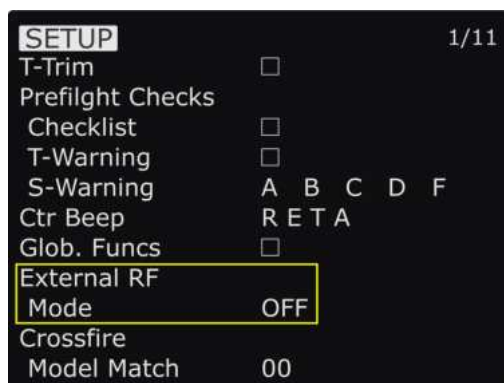 SETUP 1/11
T-Trim
Prefilght Checks
Checklist
T-Warning
S-Warning A B C D F
Ctr Beep R E T A
Glob. Funcs
External RF
Mode OFF
Crossfire
Model Match 00